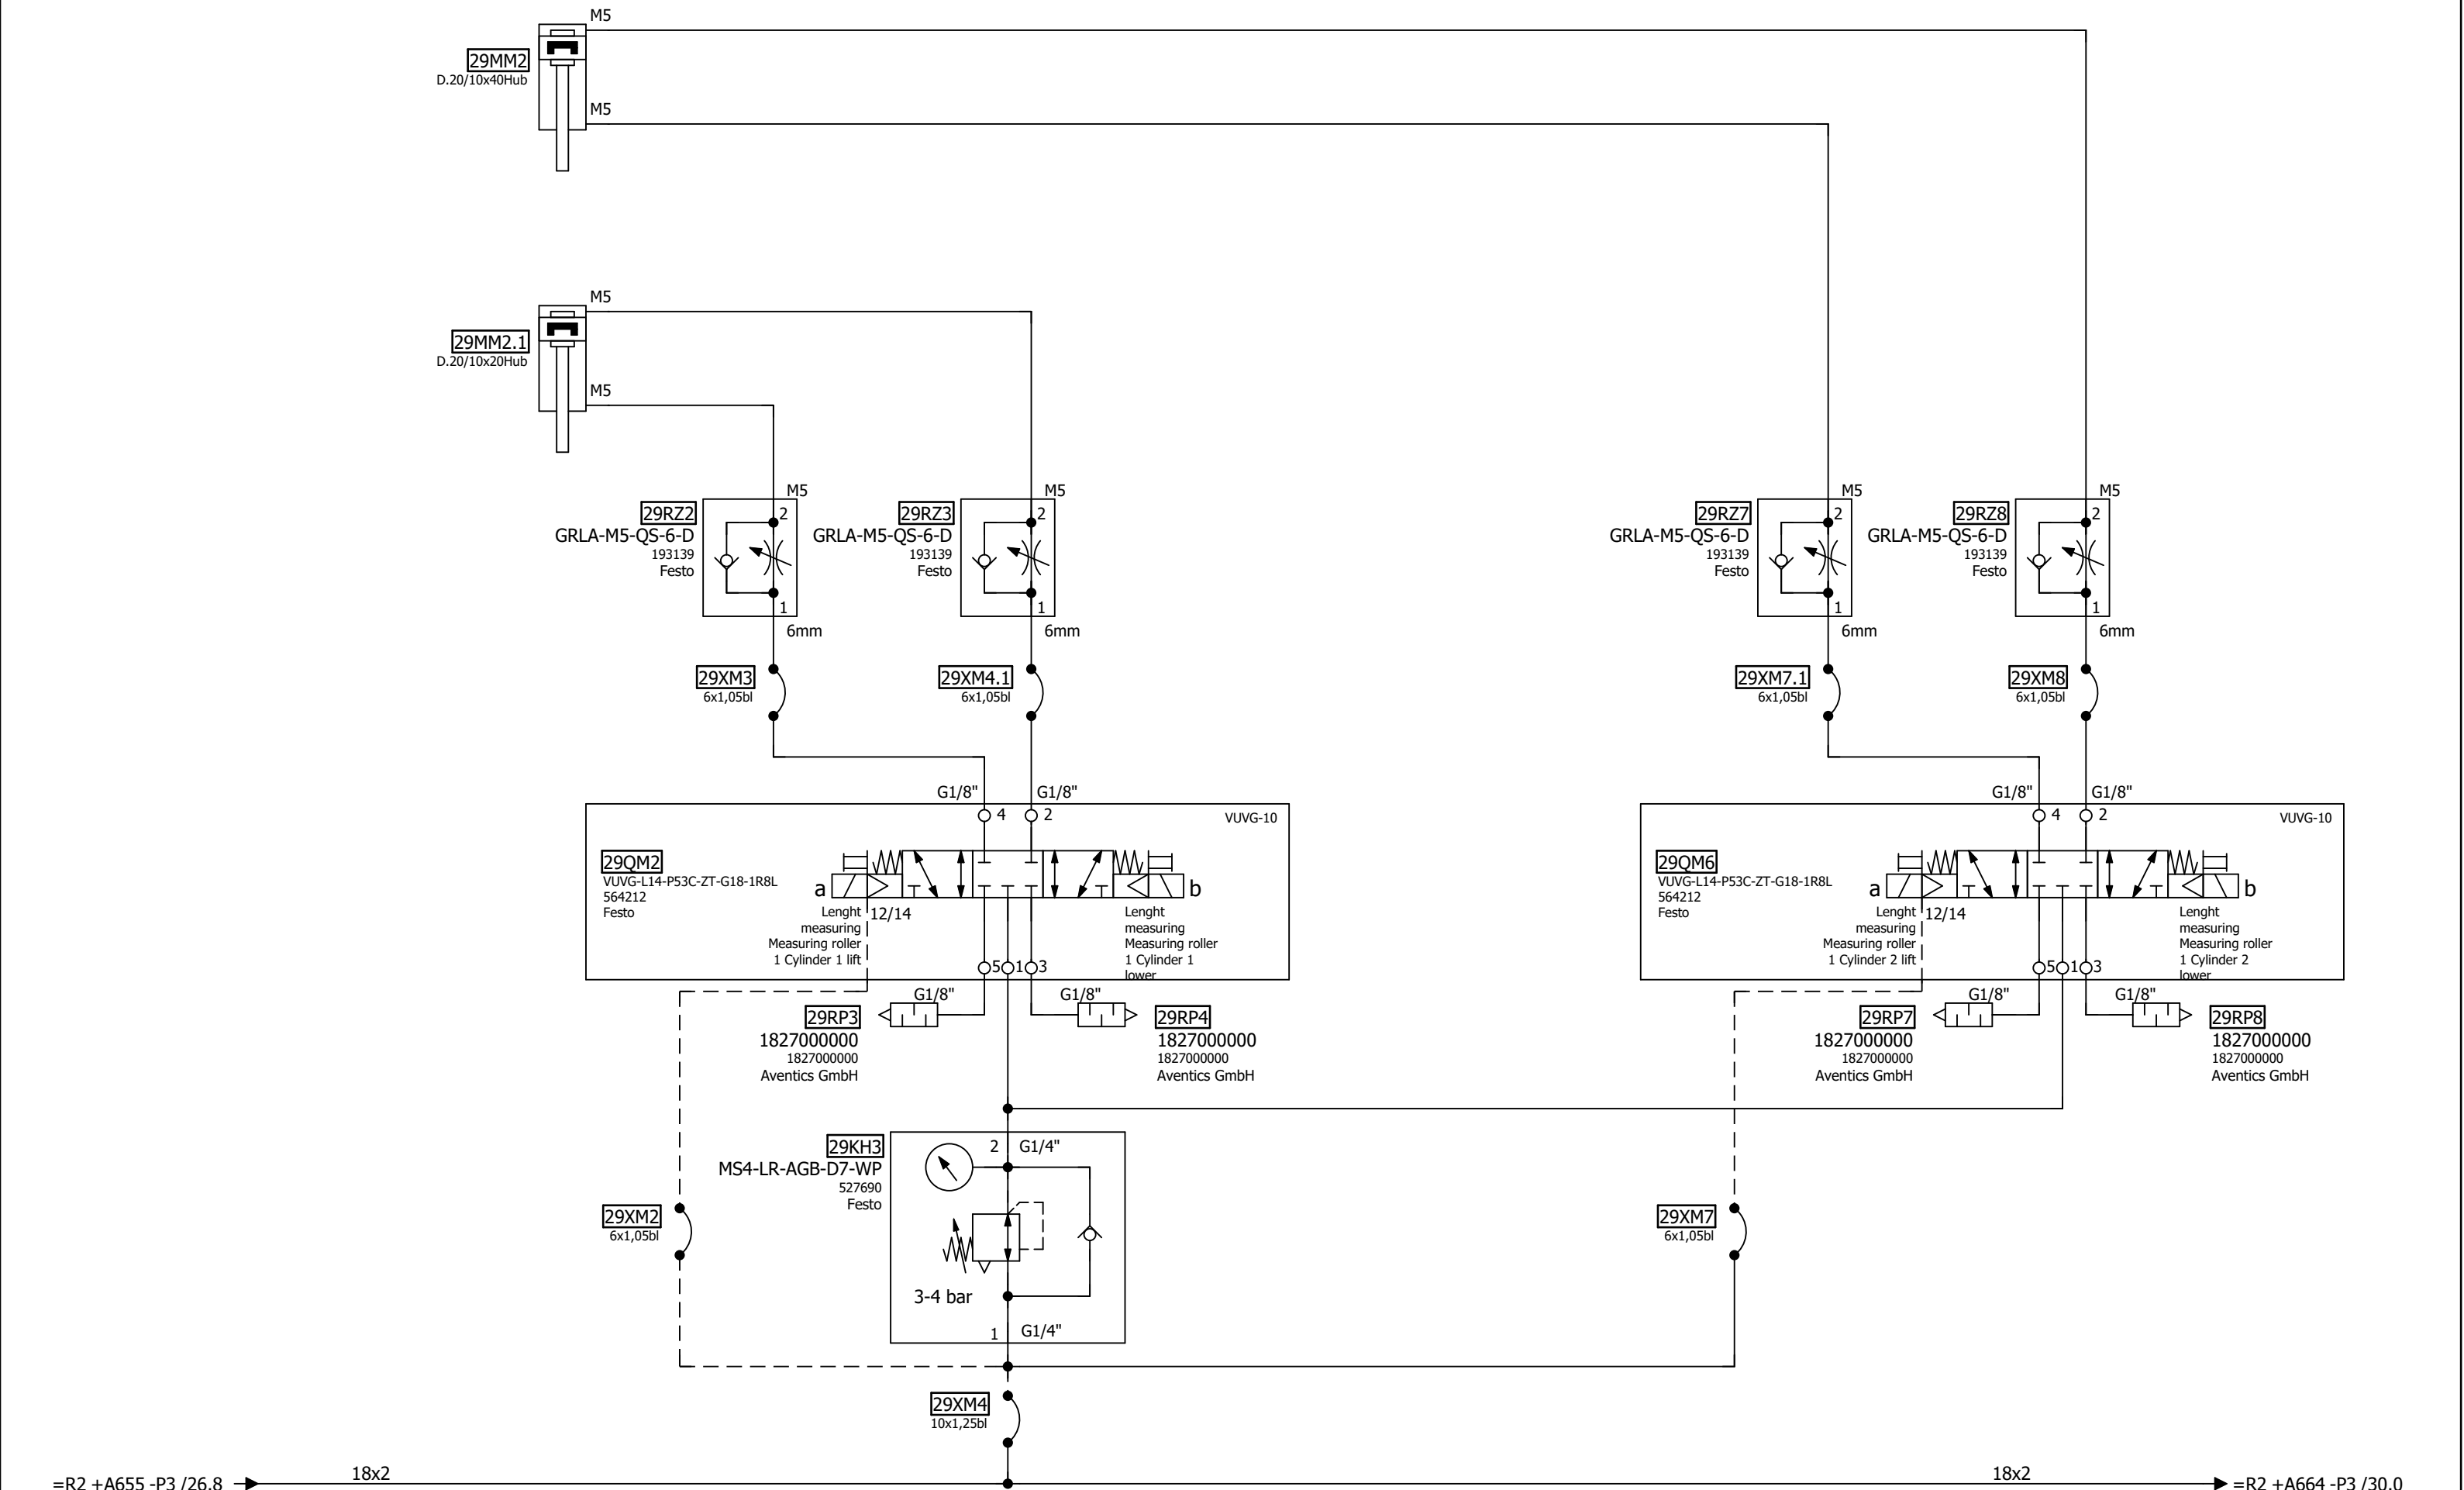 M5
29MM2
D.20/10x40Hub
M5
M5
29MM2.1
D.20/10x20Hub
M5
M5
29RZ2
2
GRLA-M5-QS-6-D
193139
Festo
1
6mm
M5
29RZ3
2
GRLA-M5-QS-6-D
193139
Festo
1
6mm
M5
29RZ7
2
GRLA-M5-QS-6-D
193139
Festo
1
6mm
M5
29RZ8
2
GRLA-M5-QS-6-D
193139
Festo
1
6mm
29XM3
6x1,05bl
29XM4.1
6x1,05bl
29XM7.1
6x1,05bl
29XM8
6x1,05bl
G1/8"
G1/8"
4
2
VUVG-10
29QM2
VUVG-L14-P53C-ZT-G18-1R8L
564212
Festo
a
b
12/14
Lenght
measuring
Measuring roller
1 Cylinder 1 lift
Lenght
measuring
Measuring roller
1 Cylinder 1
lower
5
1
3
G1/8"
G1/8"
4
2
VUVG-10
29QM6
VUVG-L14-P53C-ZT-G18-1R8L
564212
Festo
a
b
12/14
Lenght
measuring
Measuring roller
1 Cylinder 2 lift
Lenght
measuring
Measuring roller
1 Cylinder 2
lower
5
1
3
G1/8"
29RP3
1827000000
1827000000
Aventics GmbH
G1/8"
29RP4
1827000000
1827000000
Aventics GmbH
G1/8"
29RP7
1827000000
1827000000
Aventics GmbH
G1/8"
29RP8
1827000000
1827000000
Aventics GmbH
29KH3
2
G1/4"
MS4-LR-AGB-D7-WP
527690
Festo
3-4 bar
1
G1/4"
29XM2
6x1,05bl
29XM7
6x1,05bl
29XM4
10x1,25bl
=R2 +A655 -P3 /26.8
18x2
18x2
=R2 +A664 -P3 /30.0